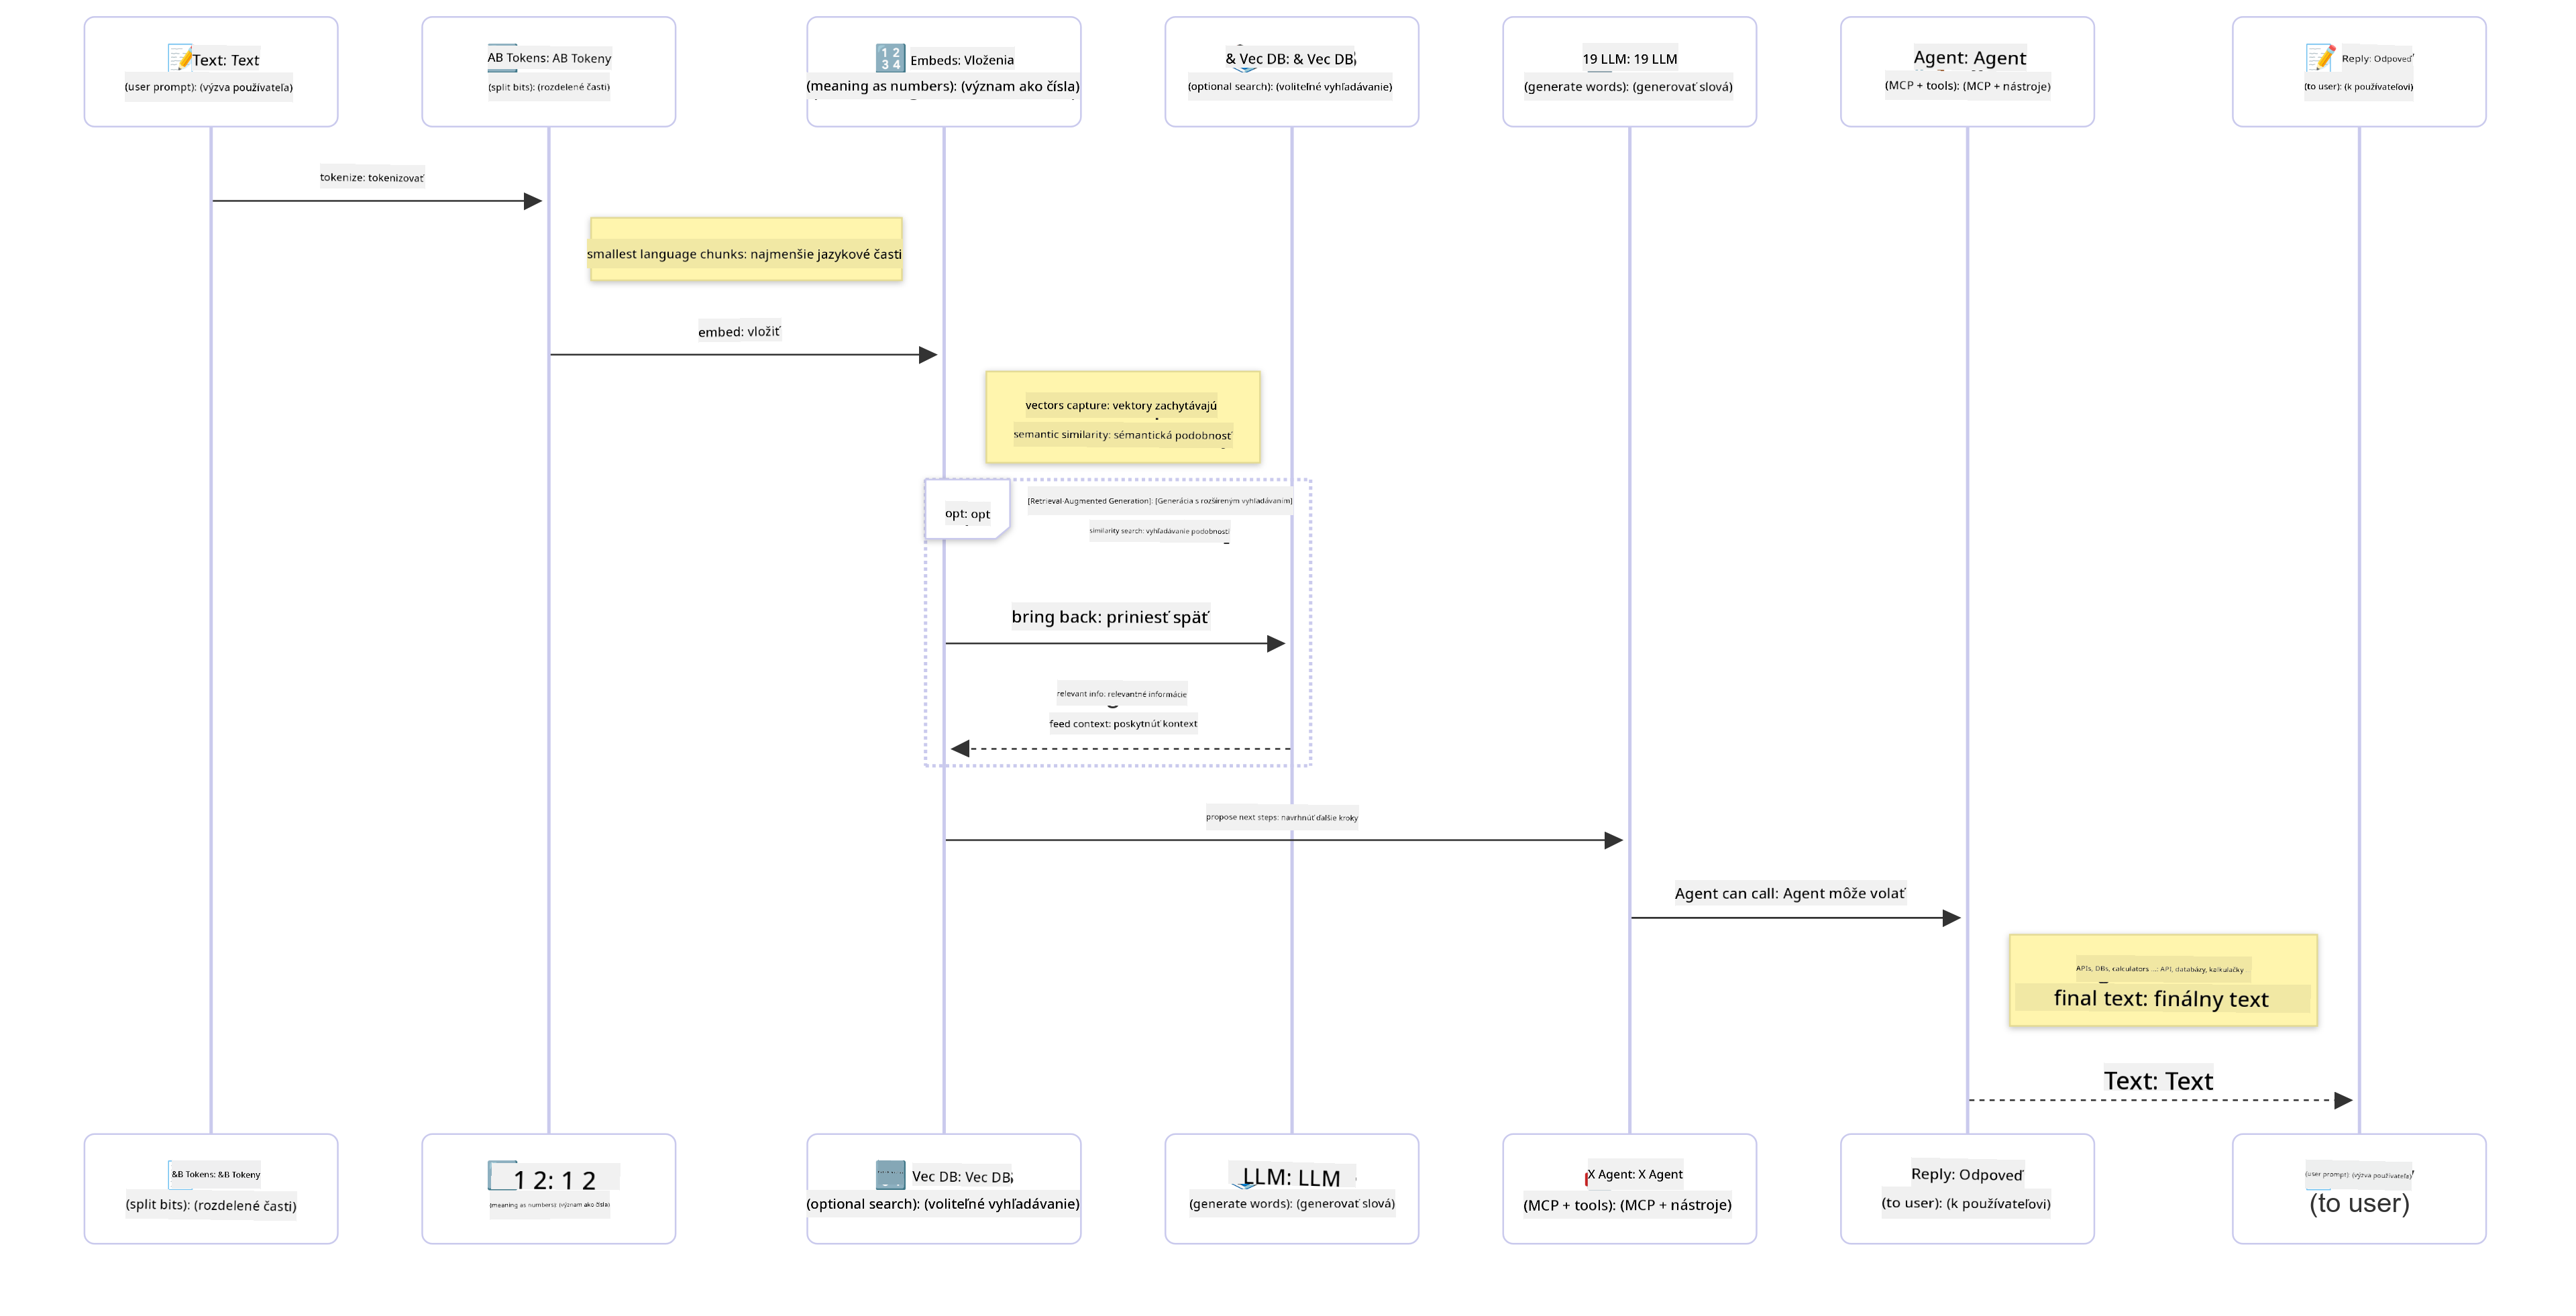 Text: Text
(user prompt): (výzva používateľa)
AB Tokens: AB Tokeny
(split bits): (rozdelené časti)
Embeds: Vloženia
(meaning as numbers): (význam ako čísla)
& Vec DB: & Vec DB
(optional search): (voliteľné vyhľadávanie)
19 LLM: 19 LLM
(generate words): (generovať slová)
Agent: Agent
(MCP + tools): (MCP + nástroje)
Reply: Odpoveď
(to user): (k používateľovi)
tokenize: tokenizovať
smallest language chunks: najmenšie jazykové časti
embed: vložiť
vectors capture: vektory zachytávajú
semantic similarity: sémantická podobnosť
opt: opt
[Retrieval-Augmented Generation]: [Generácia s rozšíreným vyhľadávaním]
similarity search: vyhľadávanie podobnosti
bring back: priniesť späť
relevant info: relevantné informácie
feed context: poskytnúť kontext
propose next steps: navrhnúť ďalšie kroky
Agent can call: Agent môže volať
APIs, DBs, calculators ...: API, databázy, kalkulačky
final text: finálny text
Text: Text
&B Tokens: &B Tokeny
(split bits): (rozdelené časti)
1 2: 1 2
(meaning as numbers): (význam ako čísla)
Vec DB: Vec DB
(optional search): (voliteľné vyhľadávanie)
LLM: LLM
(generate words): (generovať slová)
X Agent: X Agent
(MCP + tools): (MCP + nástroje)
Reply: Odpoveď
(to user): (k používateľovi)
(user prompt): (výzva používateľa)
(to user)